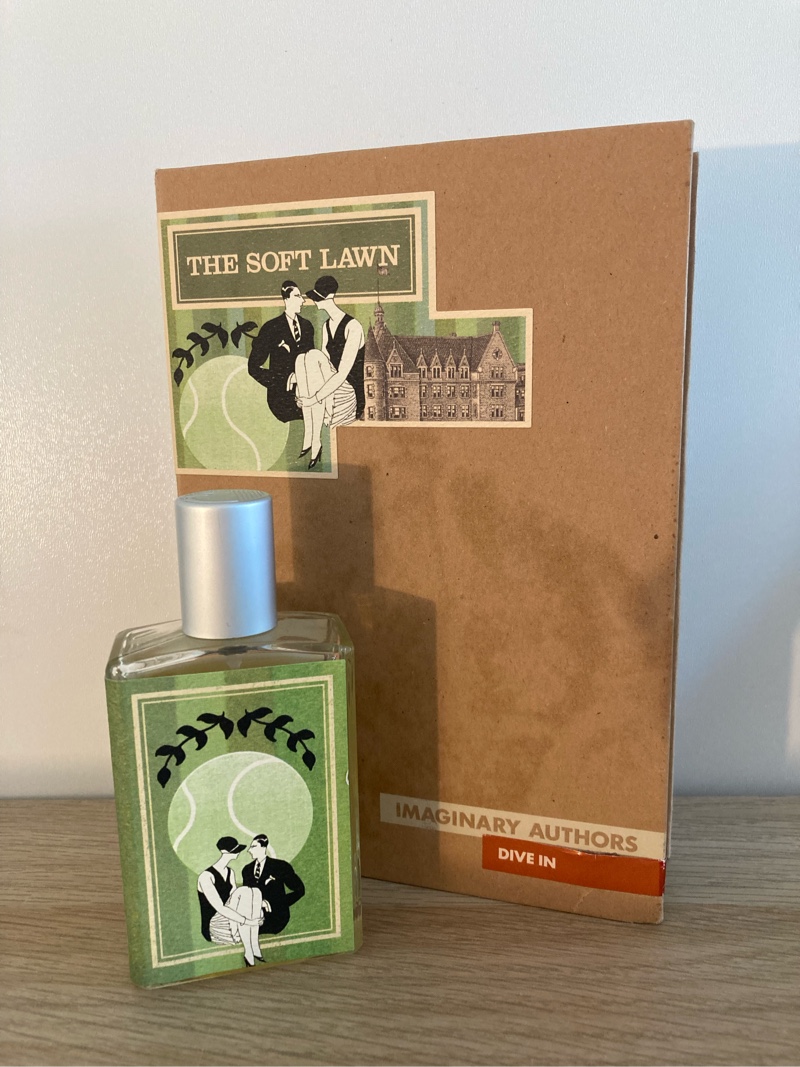 THE SOFT LAWN
IMAGINARY AUTHORS
DIVE IN